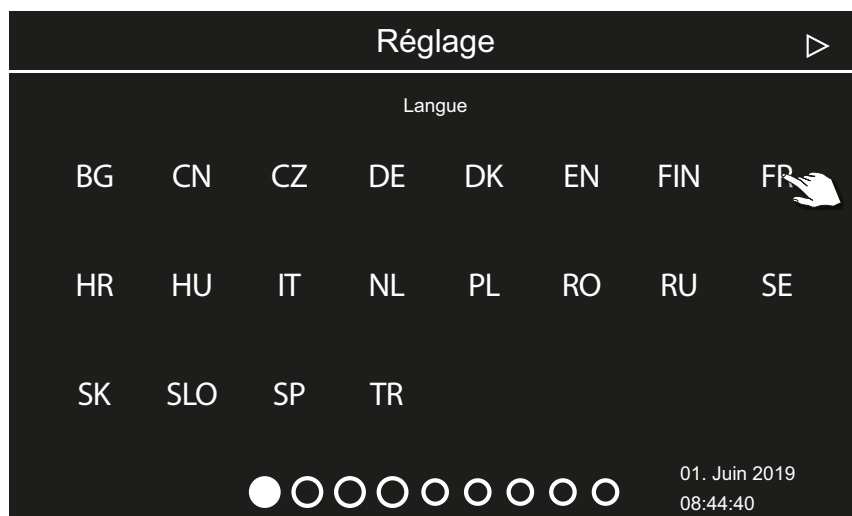 Réglage
Langue
BG CN CZ DE DK EN FIN FR
HR HU IT NL PL RO RU SE
SK SLO SP TR
01. Juin 2019
08:44:40